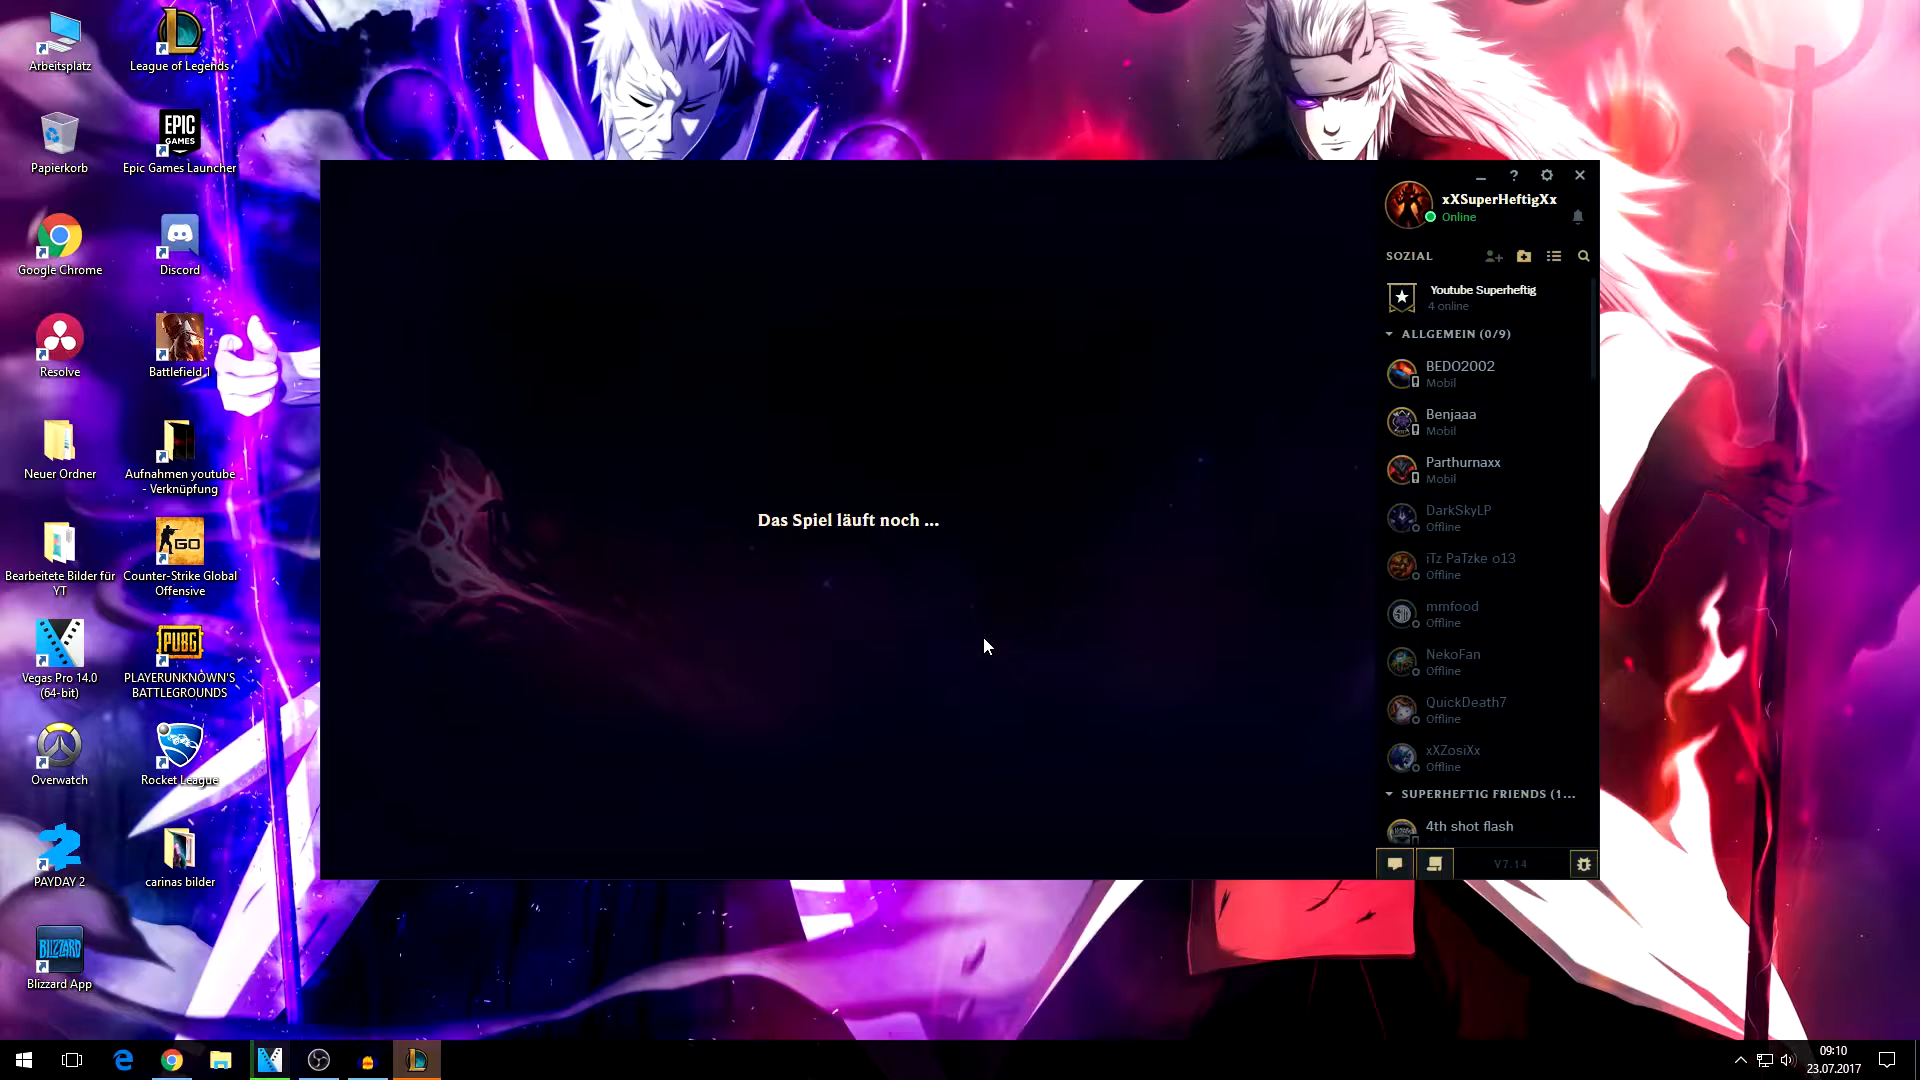 Arbeitsplatz
League of Legends
Papierkorb
EPIC
GAMES
Epic Games Launcher
Google Chrome
Discord
Resolve
Battlefield 1
Neuer Ordner
Aufnahmen youtube
- Verknüpfung
Bearbeitete Bilder für
YT
GO
Counter-Strike Global
Offensive
Vegas Pro 14.0
(64-bit)
PUBG
PLAYERUNKNOWN'S
BATTLEGROUNDS
Overwatch
Rocket League
PAYDAY 2
carinas bilder
BLIZZARD
Blizzard App
Das Spiel läuft noch ...
xXSuperHeftigXx
Online
SOZIAL
Youtube Superheftig
4 online
ALLGEMEIN (0/9)
BEDO2002
Mobil
Benjaaa
Mobil
Parthurnaxx
Mobil
DarkSkyLP
Offline
iTz PaTzke o13
Offline
mmfood
Offline
NekoFan
Offline
QuickDeath7
Offline
xXZosiXx
Offline
SUPERHEFTIG FRIENDS (1...
4th shot flash
V7.14
09:10
23.07.2017